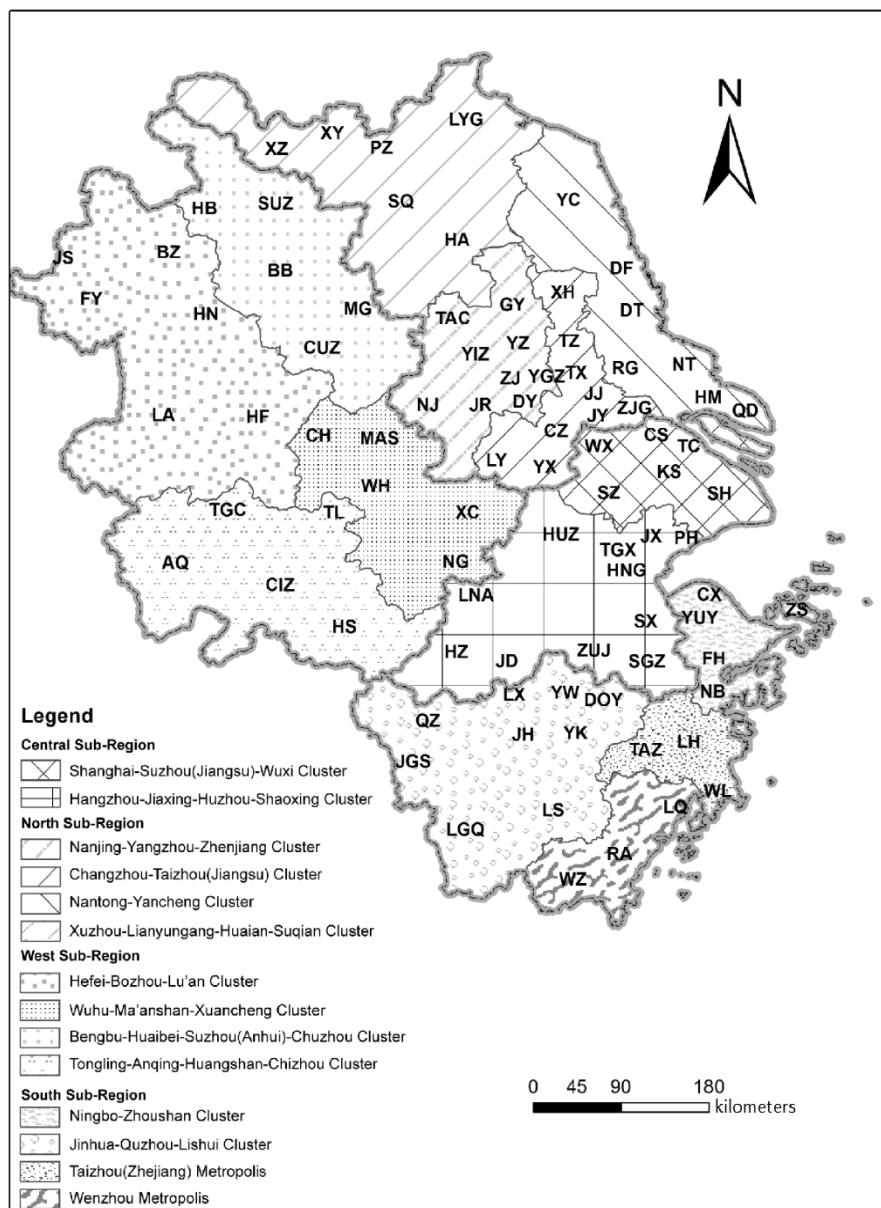 N
LYG
XY
XZ
PZ
YC
HB
SUZ
SQ
BZ
HA
JS
BB
DF
FY
XH
HN
MG
GY
DT
TAC
CUZ
YIZ
YZ
TZ
NT
ZJ
YGZ
TX
RG
LA
HF
NJ
JR
DY
JJ
HM
QD
CH
MAS
CZ
JY
ZJG
LY
YX
WX
CS
TC
WH
KS
TGC
TL
XC
SZ
SH
HUZ
JX
PH
AQ
NG
TGX
CIZ
LNA
HNG
CX
ZS
HS
SX
YUY
HZ
JD
ZUJ
SGZ
FH
LX
YW
DOY
NB
QZ
JH
YK
LH
JGS
TAZ
WL
LGQ
LS
LQ
RA
WZ
Legend
Central Sub-Region
Shanghai-Suzhou(Jiangsu)-Wuxi Cluster
Hangzhou-Jiaxing-Huzhou-Shaoxing Cluster
North Sub-Region
Nanjing-Yangzhou-Zhenjiang Cluster
Changzhou-Taizhou(Jiangsu) Cluster
Nantong-Yancheng Cluster
Xuzhou-Lianyungang-Huaian-Suqian Cluster
West Sub-Region
Hefei-Bozhou-Lu'an Cluster
Wuhu-Ma'anshan-Xuancheng Cluster
Bengbu-Huaibei-Suzhou(Anhui)-Chuzhou Cluster
Tongling-Anqing-Huangshan-Chizhou Cluster
South Sub-Region
Ningbo-Zhoushan Cluster
Jinhua-Quzhou-Lishui Cluster
Taizhou(Zhejiang) Metropolis
Wenzhou Metropolis
0 45 90 180
kilometers